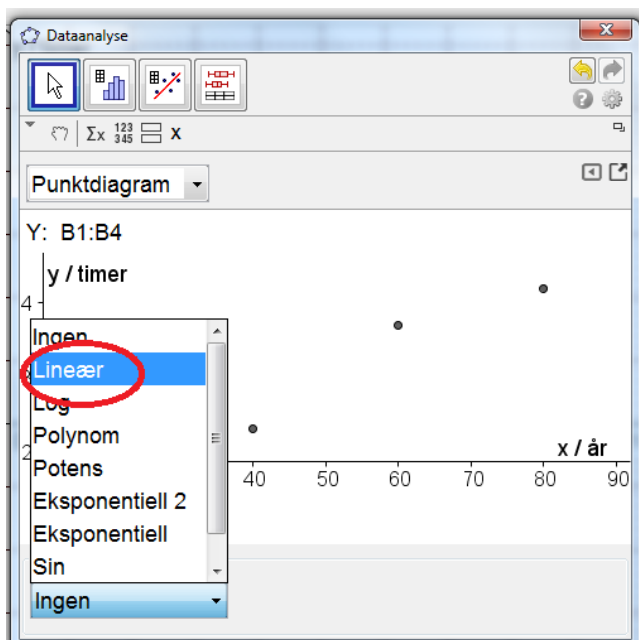 Dataanalyse
Σx 123 345 X
Punktdiagram
Y: B1:B4
y / timer
4
Ingen
Lineær
Log
Polynom
Potens
Eksponentiell 2
Eksponentiell
Sin
Ingen
2
x / år
40 50 60 70 80 90